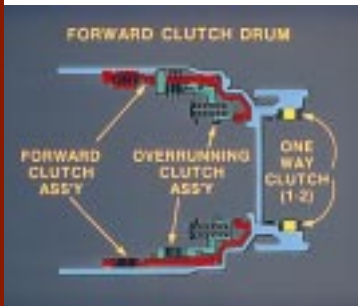 FORWARD CLUTCH DRUM
FORWARD
CLUTCH
ASS'Y
OVERRUNNING
CLUTCH
ASS'Y
ONE
WAY
CLUTCH
(1-2)